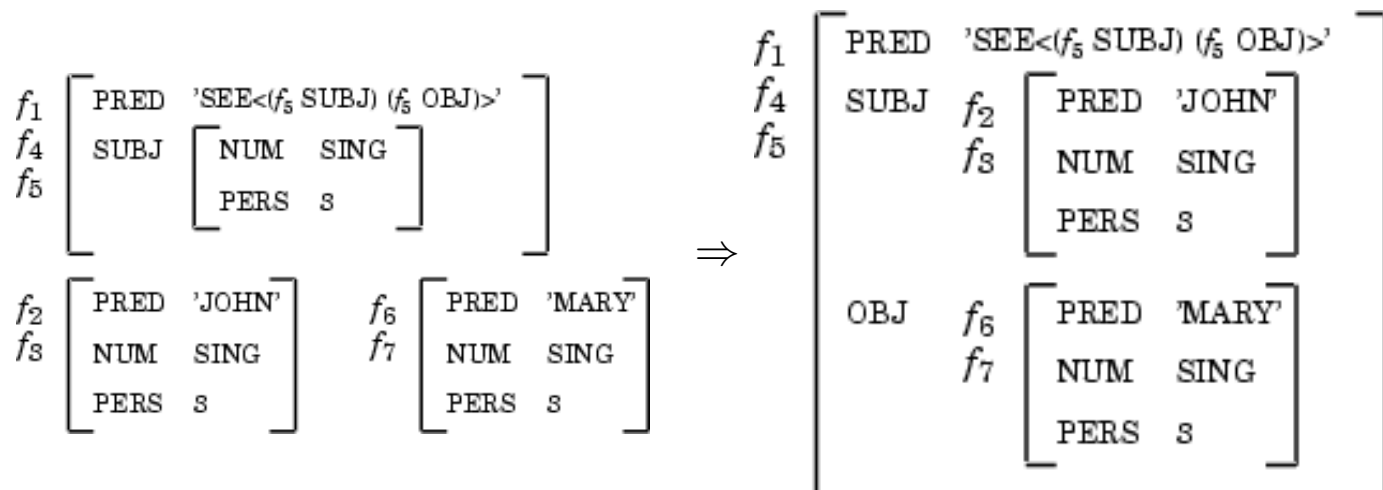 f1 PRED 'SEE<(f5 SUBJ) (f5 OBJ)>'
f4 SUBJ NUM SING
f5
PERS 3
f2 PRED 'JOHN'
f3 NUM SING
PERS 3
f6 PRED 'MARY'
f7 NUM SING
PERS 3
⇒
f1 PRED 'SEE<(f5 SUBJ) (f5 OBJ)>'
f4 SUBJ f2 PRED 'JOHN'
f5 f3 NUM SING
PERS 3
OBJ f6 PRED 'MARY'
f7 NUM SING
PERS 3